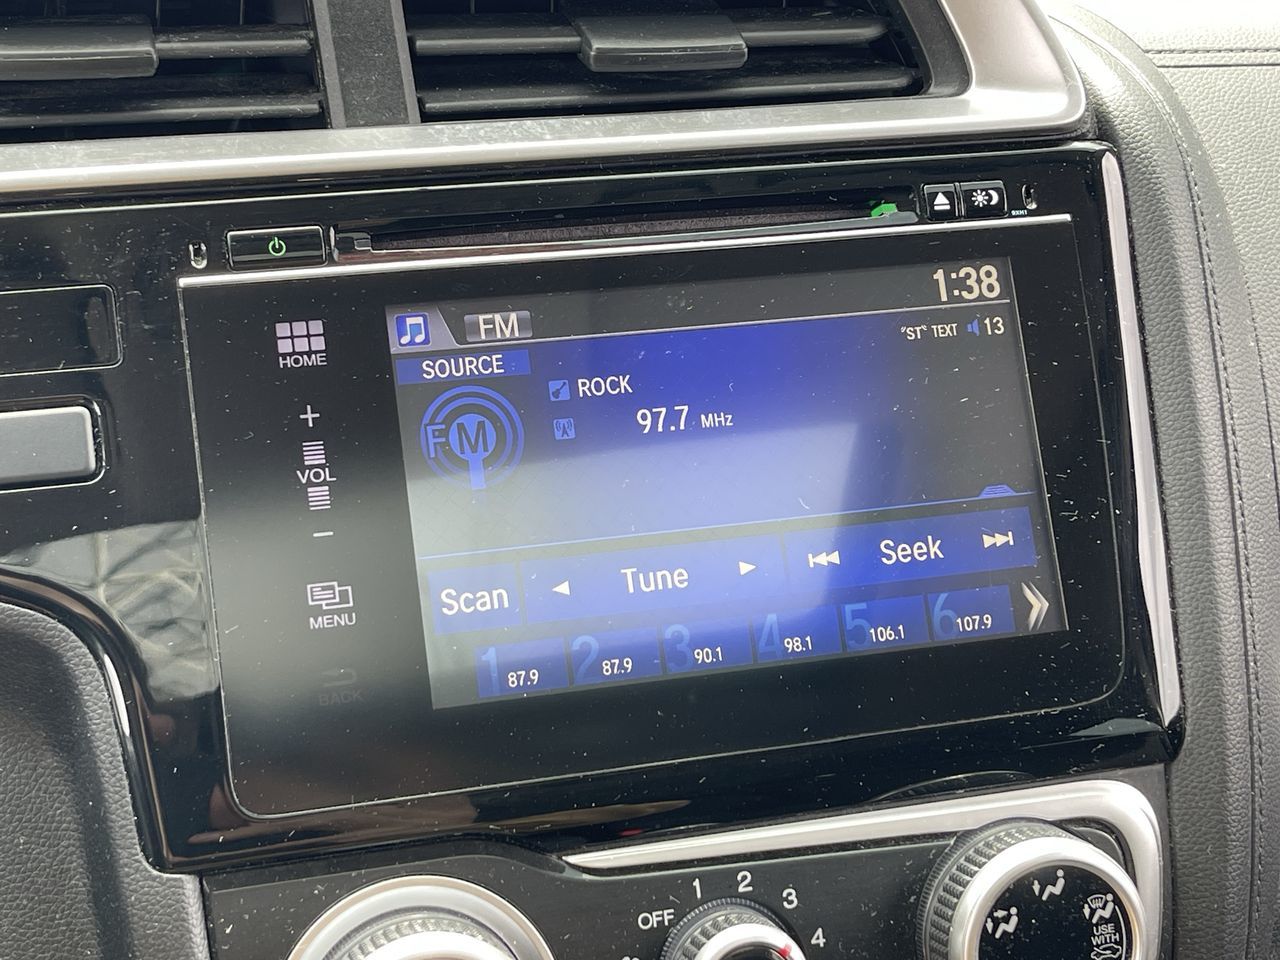 1:38
FM
"ST" TEXT 13
SOURCE
FM
ROCK
97.7 MHz
HOME
+
VOL
−
MENU
BACK
Scan
Tune
Seek
1 87.9
2 87.9
3 90.1
4 98.1
5 106.1
6 107.9
OFF
1
2
3
4
USE
WITH